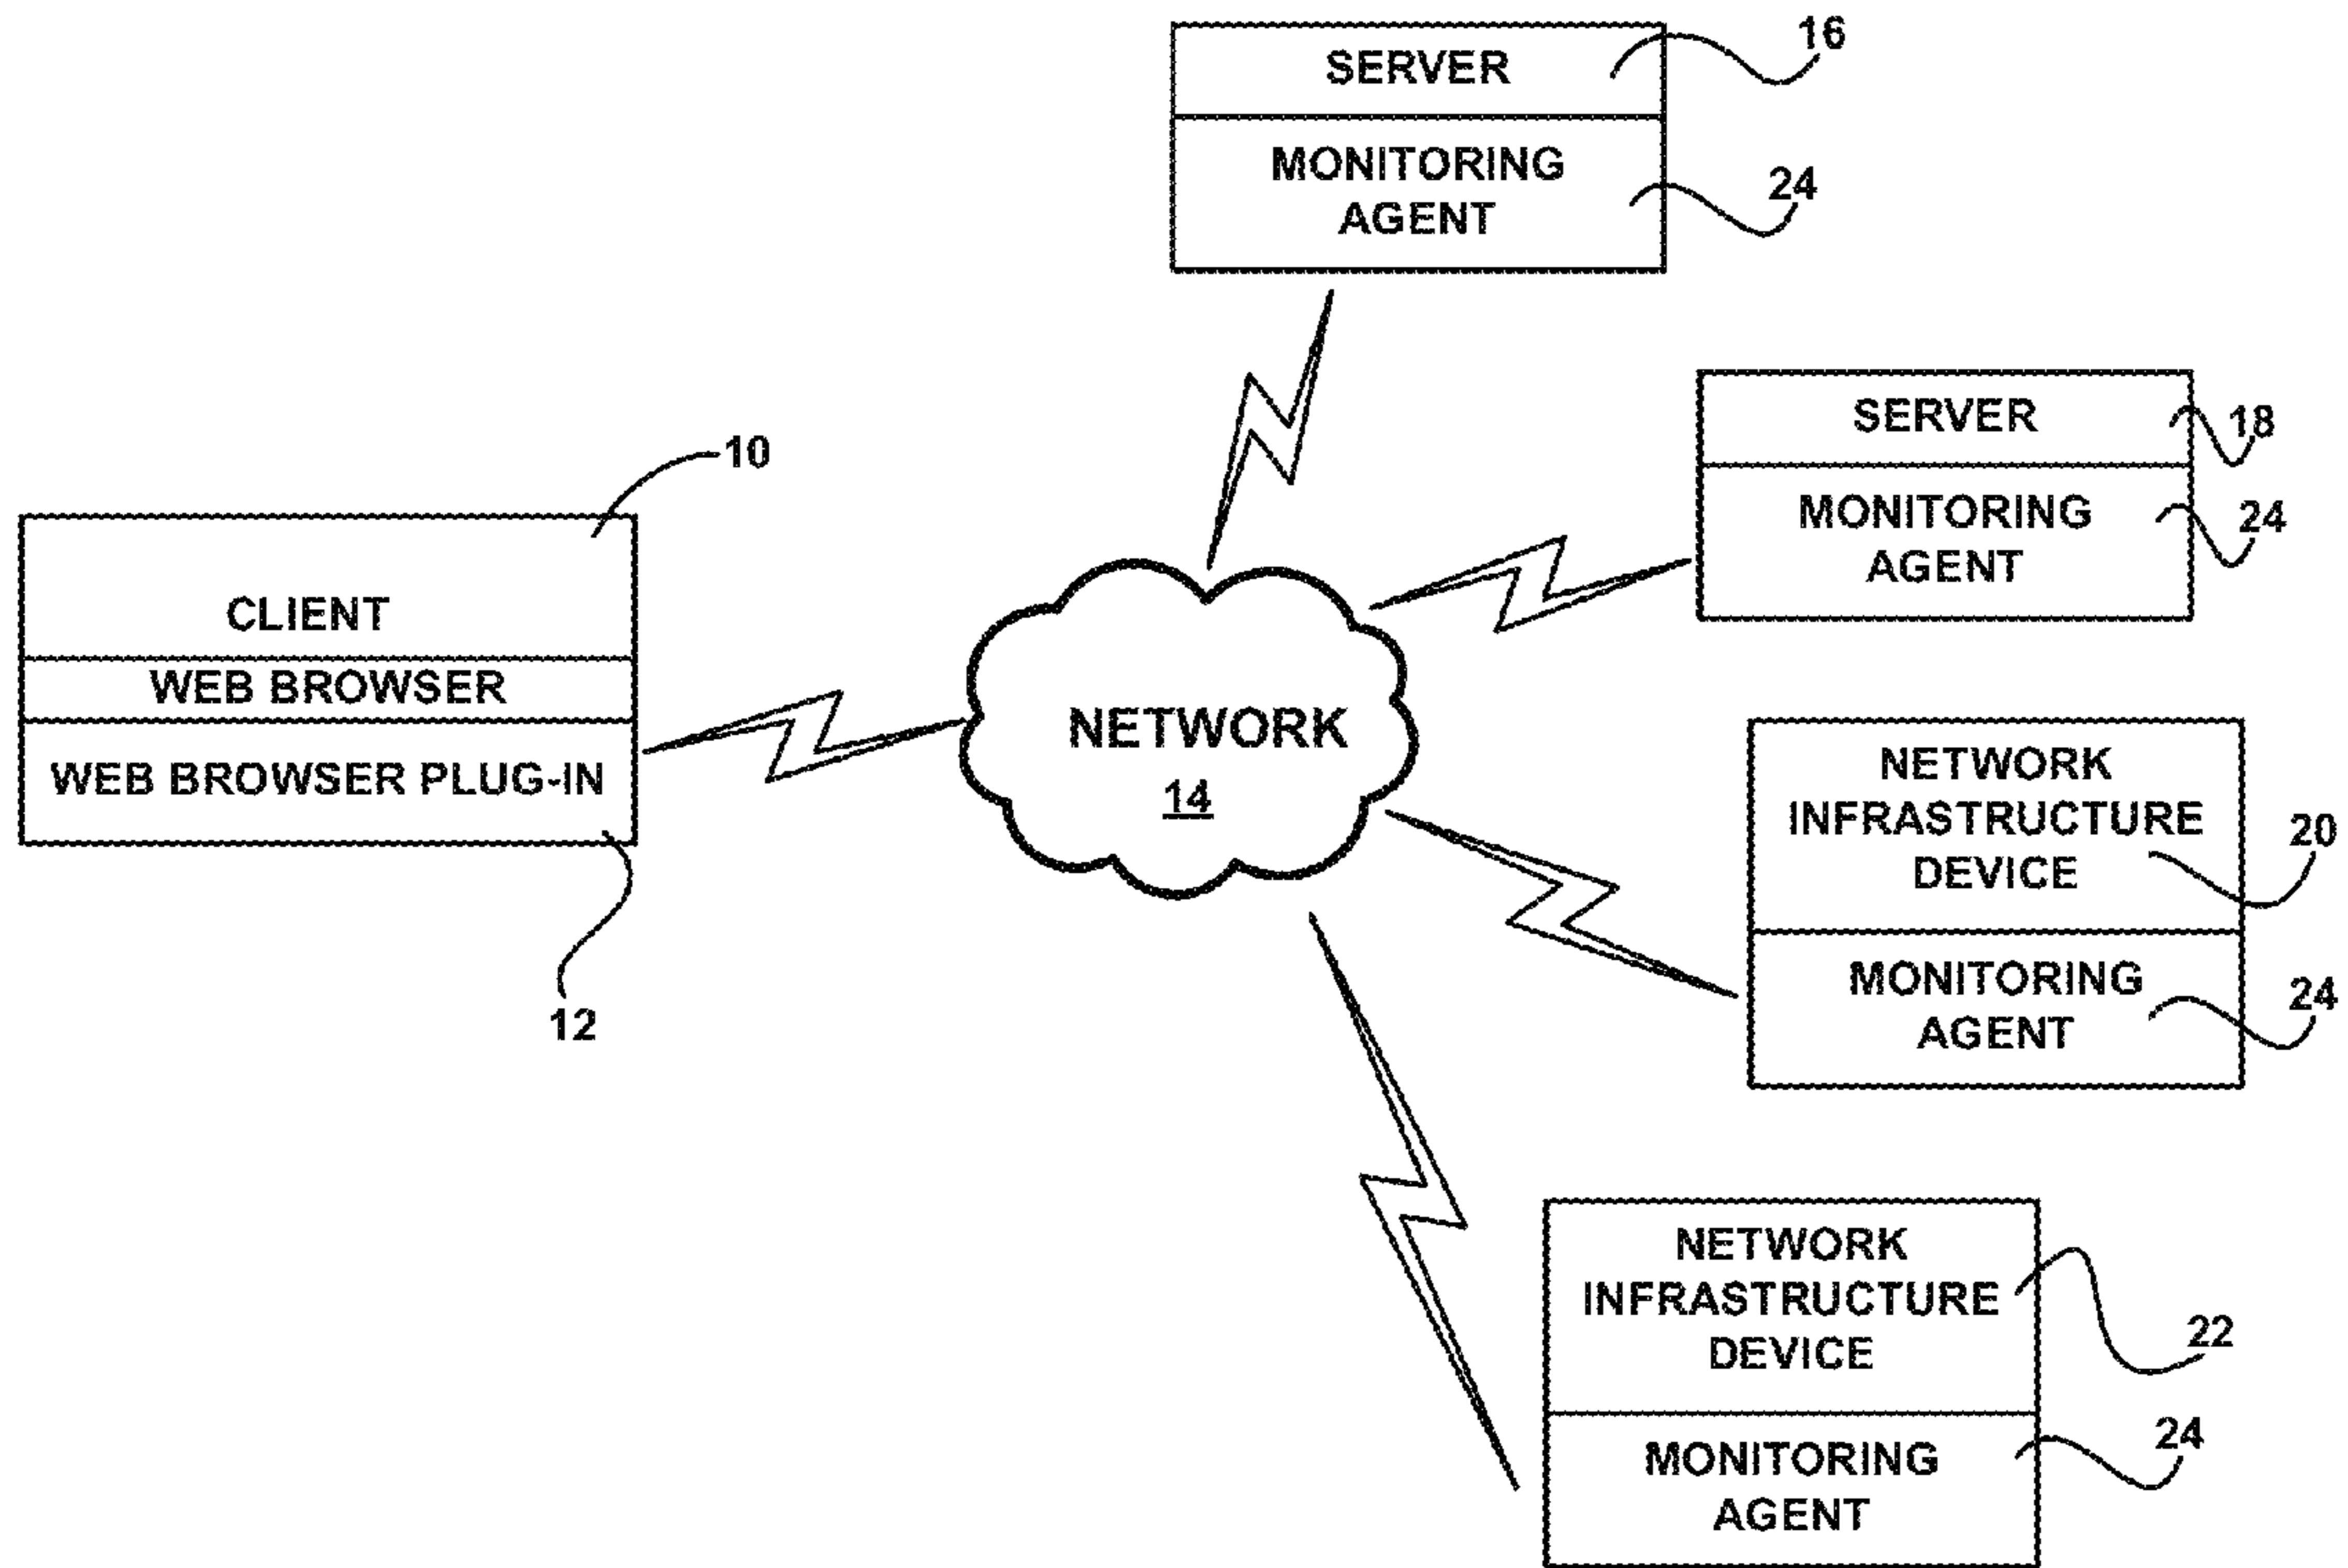 SERVER
16
MONITORING
AGENT
24
SERVER
18
MONITORING
AGENT
24
10
CLIENT
WEB BROWSER
WEB BROWSER PLUG-IN
12
NETWORK
14
NETWORK
INFRASTRUCTURE
DEVICE
20
MONITORING
AGENT
24
NETWORK
INFRASTRUCTURE
DEVICE
22
MONITORING
AGENT
24